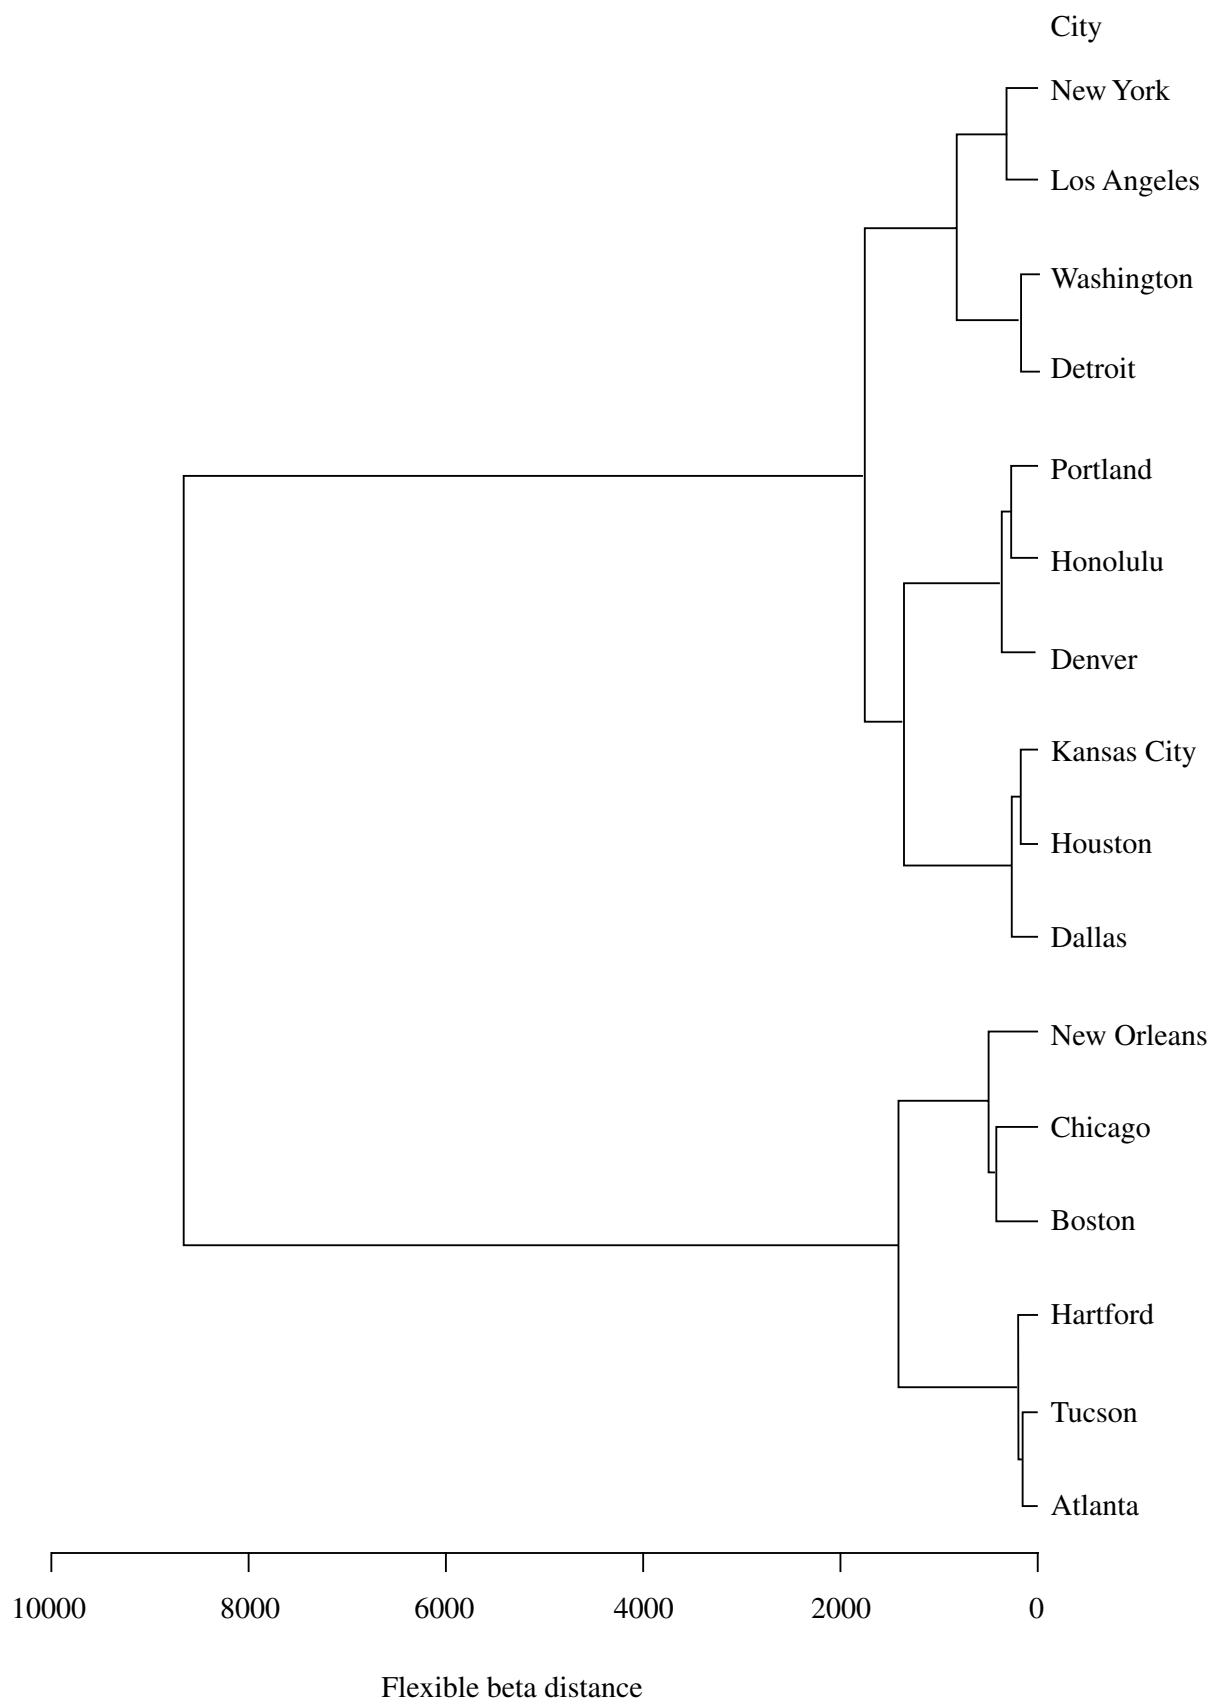 City
New York
Los Angeles
Washington
Detroit
Portland
Honolulu
Denver
Kansas City
Houston
Dallas
New Orleans
Chicago
Boston
Hartford
Tucson
Atlanta
10000 8000 6000 4000 2000 0
Flexible beta distance